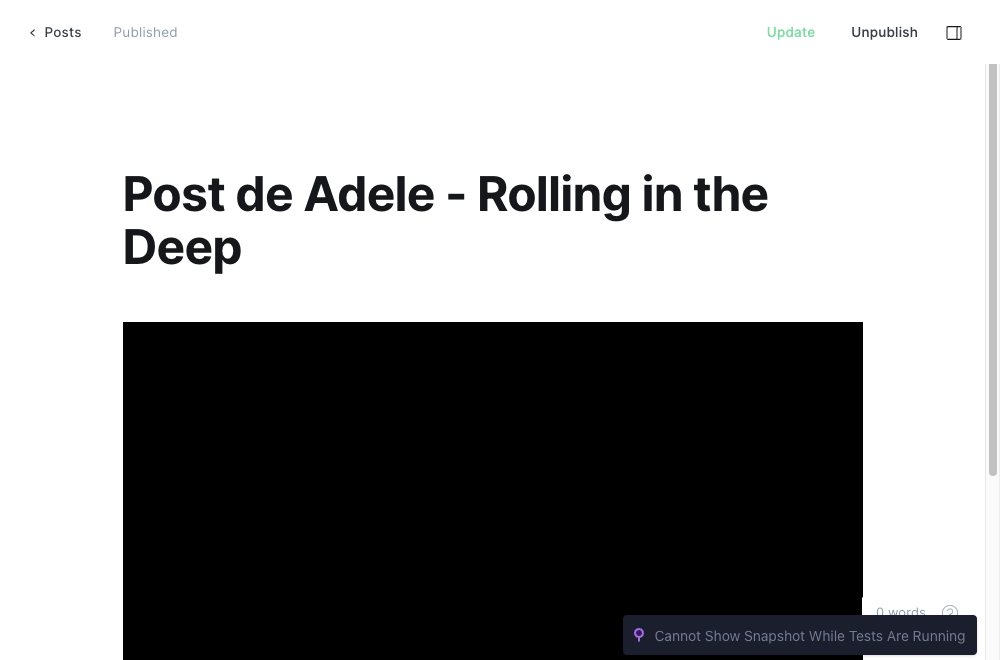 Posts
Published
Update
Unpublish
Post de Adele - Rolling in the
Deep
0 words
Cannot Show Snapshot While Tests Are Running